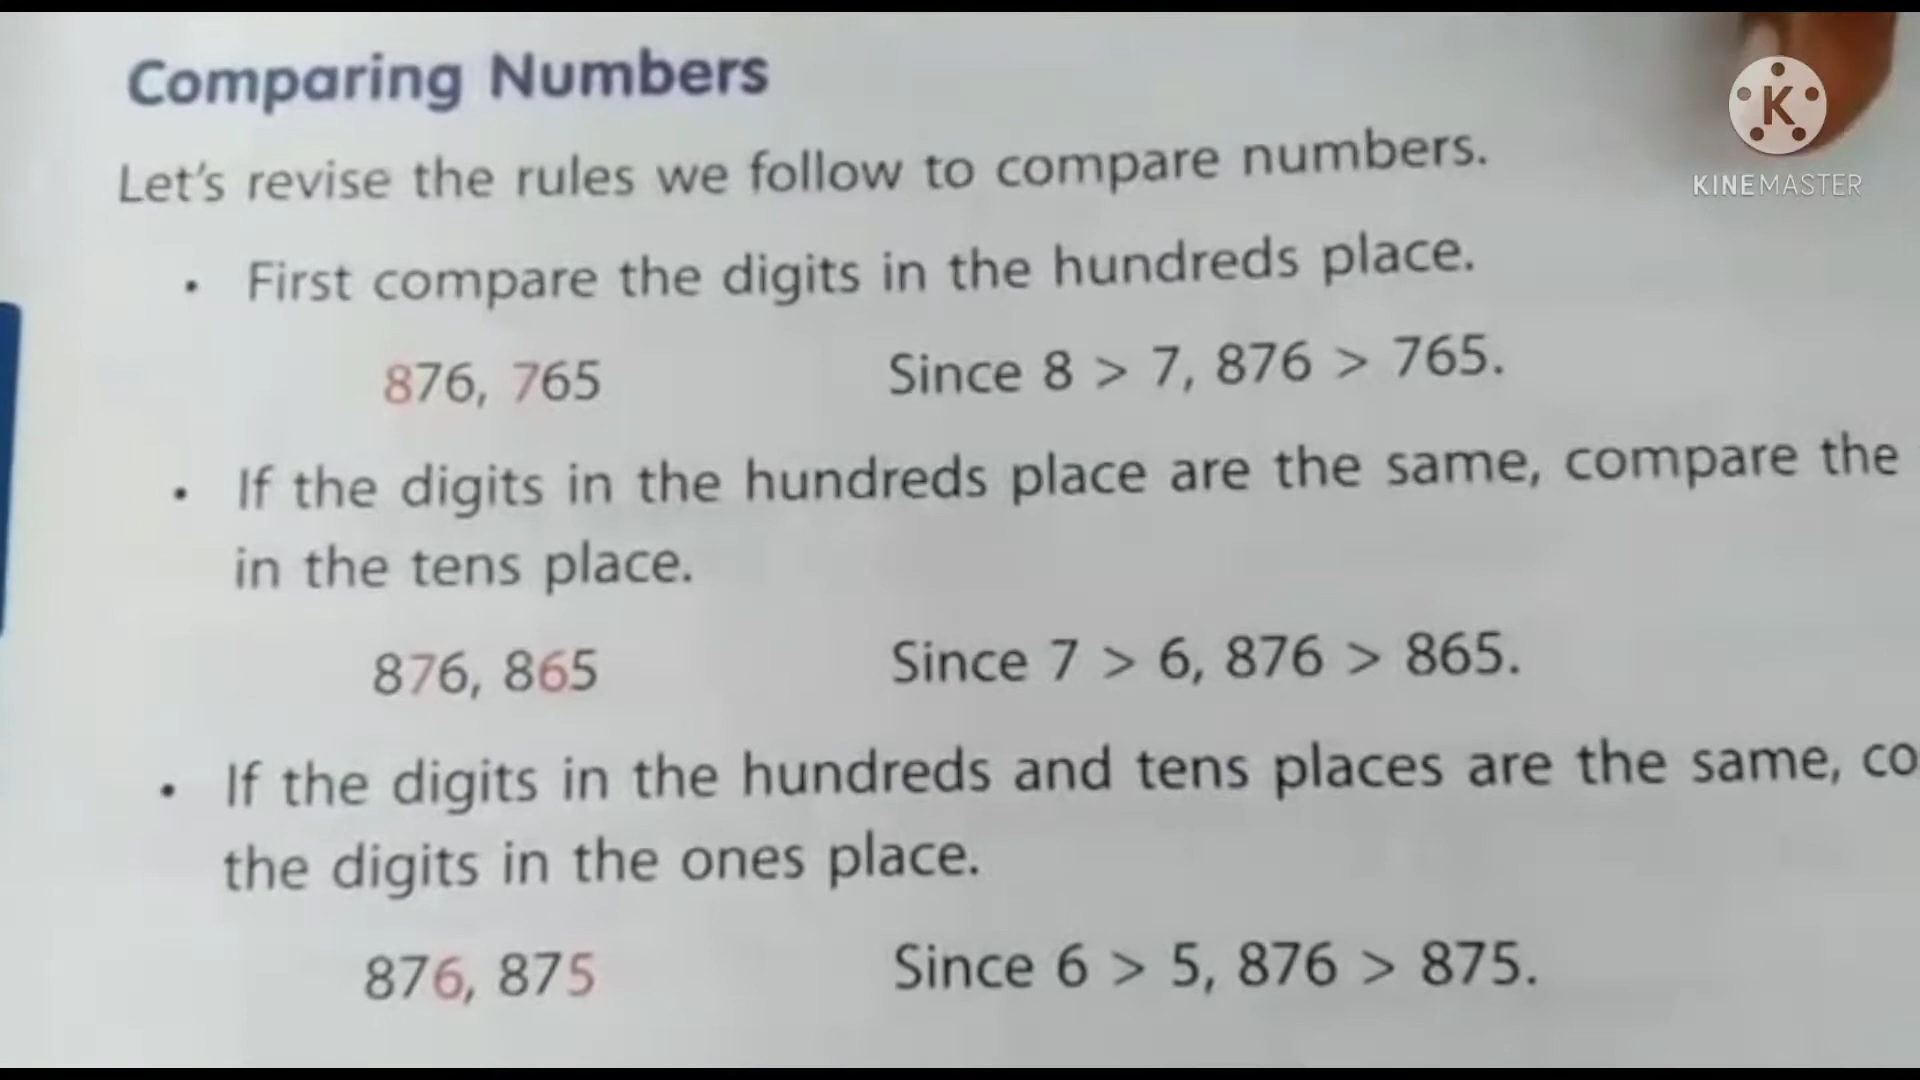 Comparing Numbers
KINEMASTER
Let's revise the rules we follow to compare numbers.
• First compare the digits in the hundreds place.
876, 765 Since 8 > 7, 876 > 765.
• If the digits in the hundreds place are the same, compare the
in the tens place.
876, 865 Since 7 > 6, 876 > 865.
• If the digits in the hundreds and tens places are the same, co
the digits in the ones place.
876, 875 Since 6 > 5, 876 > 875.